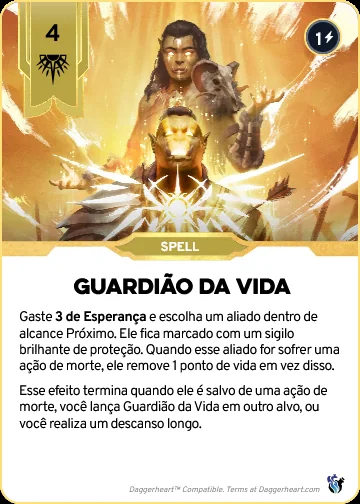 4
1
SPELL
GUARDIÃO DA VIDA
Gaste 3 de Esperança e escolha um aliado dentro de
alcance Próximo. Ele fica marcado com um sigilo
brilhante de proteção. Quando esse aliado for sofrer uma
ação de morte, ele remove 1 ponto de vida em vez disso.
Esse efeito termina quando ele é salvo de uma ação de
morte, você lança Guardião da Vida em outro alvo, ou
você realiza um descanso longo.
Daggerheart™ Compatible. Terms at Daggerheart.com